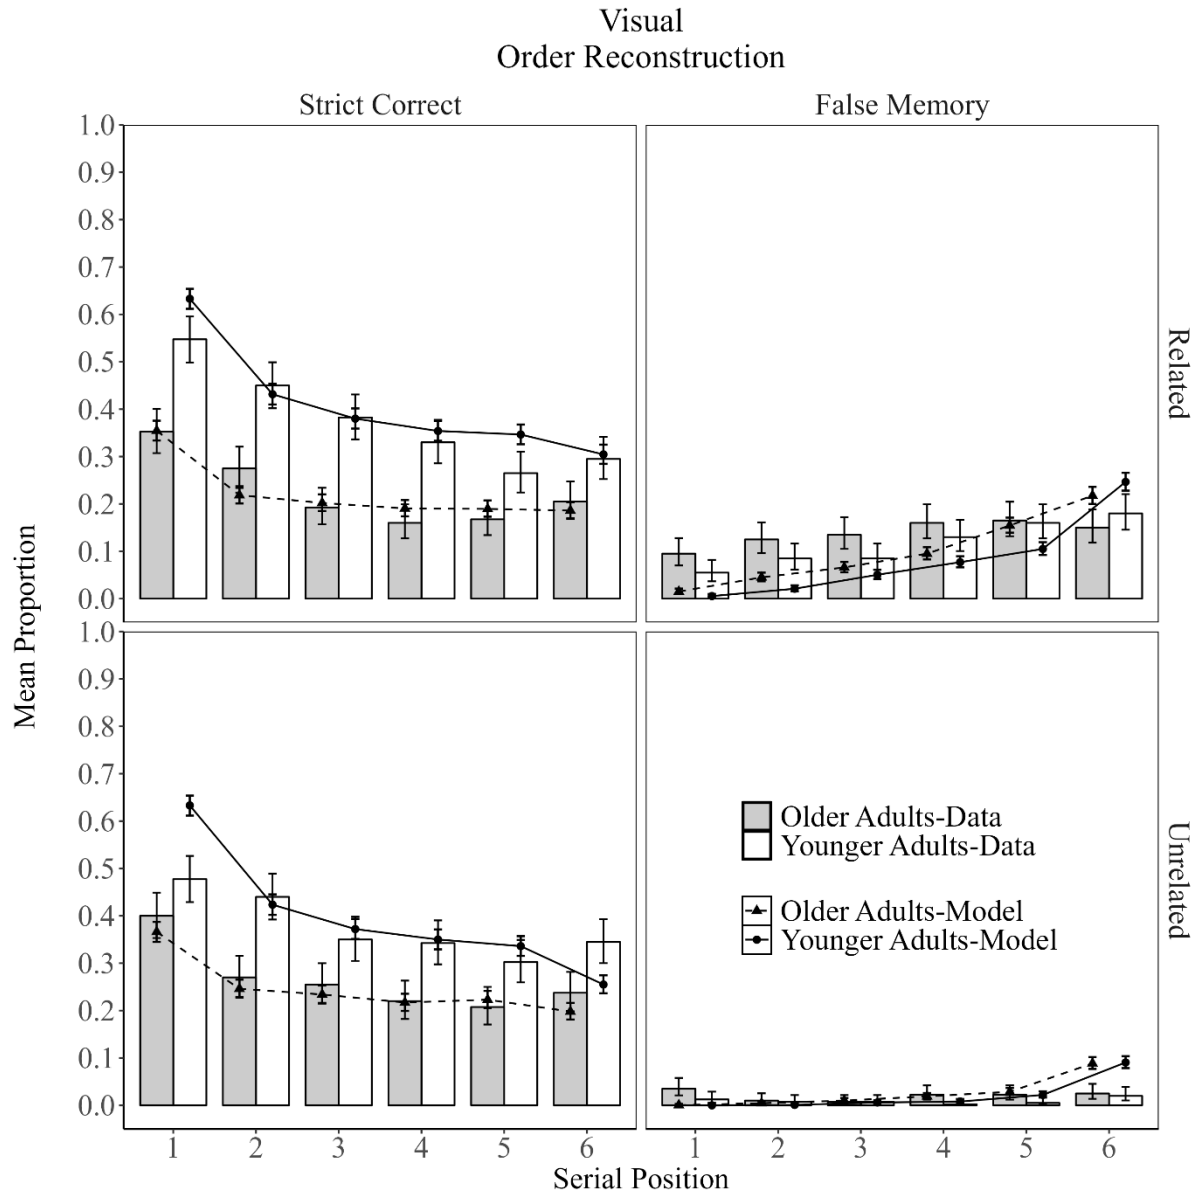 Visual
Order Reconstruction
Strict Correct
False Memory
Mean Proportion
1.0
0.9
0.8
0.7
0.6
0.5
0.4
0.3
0.2
0.1
0.0
Related
1.0
0.9
0.8
0.7
0.6
0.5
0.4
0.3
0.2
0.1
0.0
Older Adults-Data
Younger Adults-Data
Older Adults-Model
Younger Adults-Model
Unrelated
1 2 3 4 5 6
1 2 3 4 5 6
Serial Position